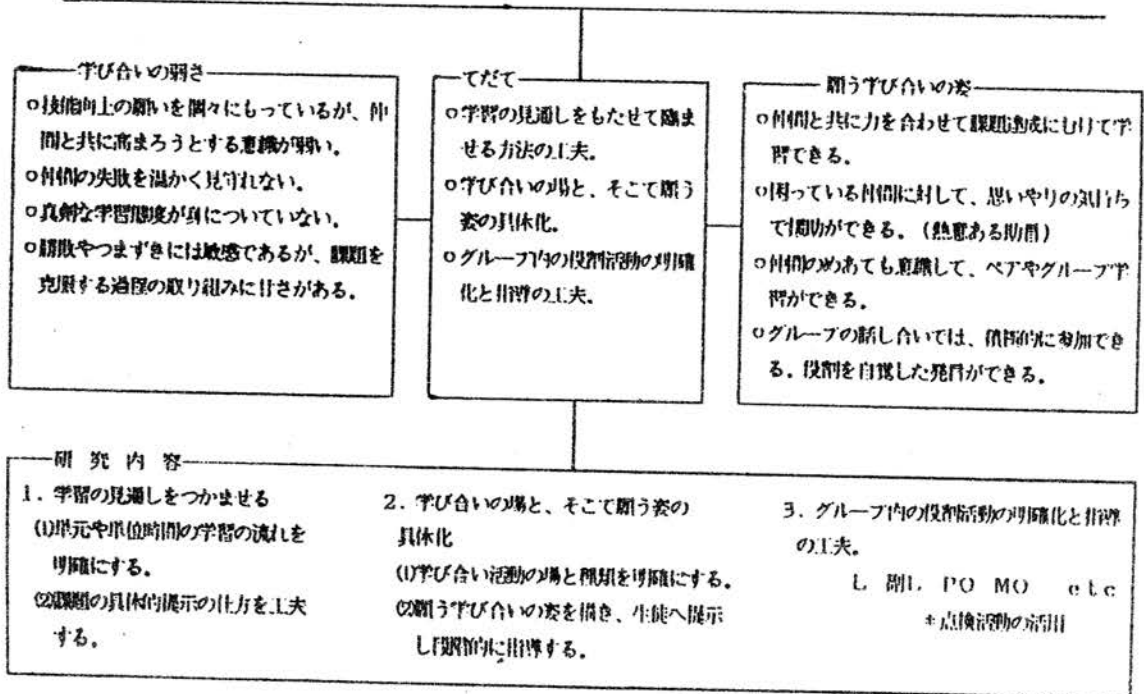 学び合いの弱さ
○技能向上の願いを個々にもっているが、仲
間と共に高まろうとする意識が弱い。
○仲間の失敗を温かく見守れない。
○真剣な学習態度が身についていない。
○勝敗やつまずきには敏感であるが、課題を
克服する過程の取り組みに甘さがある。
てだて
○学習の見通しをもたせて臨ま
せる方法の工夫。
○学び合いの場と、そこで願う
姿の具体化。
○グループ内の役割活動の明確
化と指導の工夫。
願う学び合いの姿
○仲間と共に力を合わせて課題達成にむけて学
習できる。
○困っている仲間に対して、思いやりの気持ち
で援助ができる。(熱意ある助言)
○仲間のめあても意識して、ペアやグループ学
習ができる。
○グループの話し合いでは、積極的に参加でき
る。役割を自覚した発言ができる。
研究内容
1.学習の見通しをつかませる
(1)単元や単位時間の学習の流れを
明確にする。
(2)課題の具体的提示の仕方を工夫
する。
2.学び合いの場と、そこで願う姿の
具体化
(1)学び合い活動の場と種類を明確にする。
(2)願う学び合いの姿を描き、生徒へ提示
し段階的に指導する。
3.グループ内の役割活動の明確化と指導
の工夫。
L 副L PO MO etc
*点検活動の活用